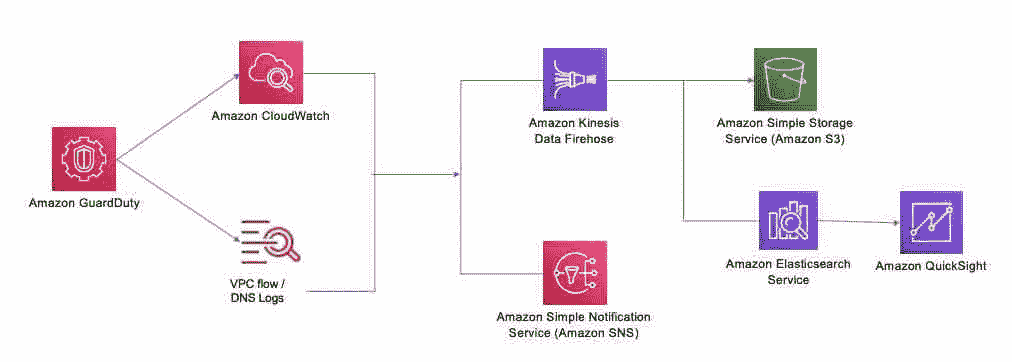 Amazon GuardDuty
Amazon CloudWatch
VPC flow /
DNS Logs
Amazon Kinesis
Data Firehose
Amazon Simple Notification
Service (Amazon SNS)
Amazon Simple Storage
Service (Amazon S3)
Amazon Elasticsearch
Service
Amazon QuickSight